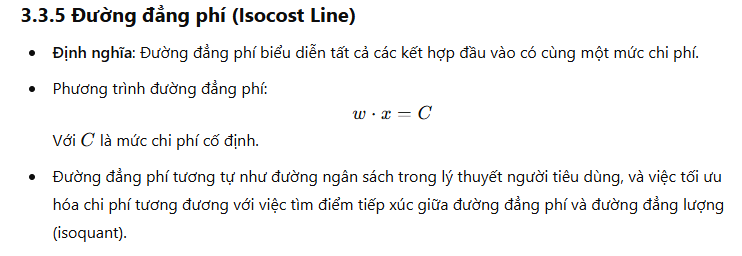 3.3.5 Đường đẳng phí (Isocost Line)
• Định nghĩa: Đường đẳng phí biểu diễn tất cả các kết hợp đầu vào có cùng một mức chi phí.
• Phương trình đường đẳng phí:
w · x = C
Với C là mức chi phí cố định.
• Đường đẳng phí tương tự như đường ngân sách trong lý thuyết người tiêu dùng, và việc tối ưu
hóa chi phí tương đương với việc tìm điểm tiếp xúc giữa đường đẳng phí và đường đẳng lượng
(isoquant).